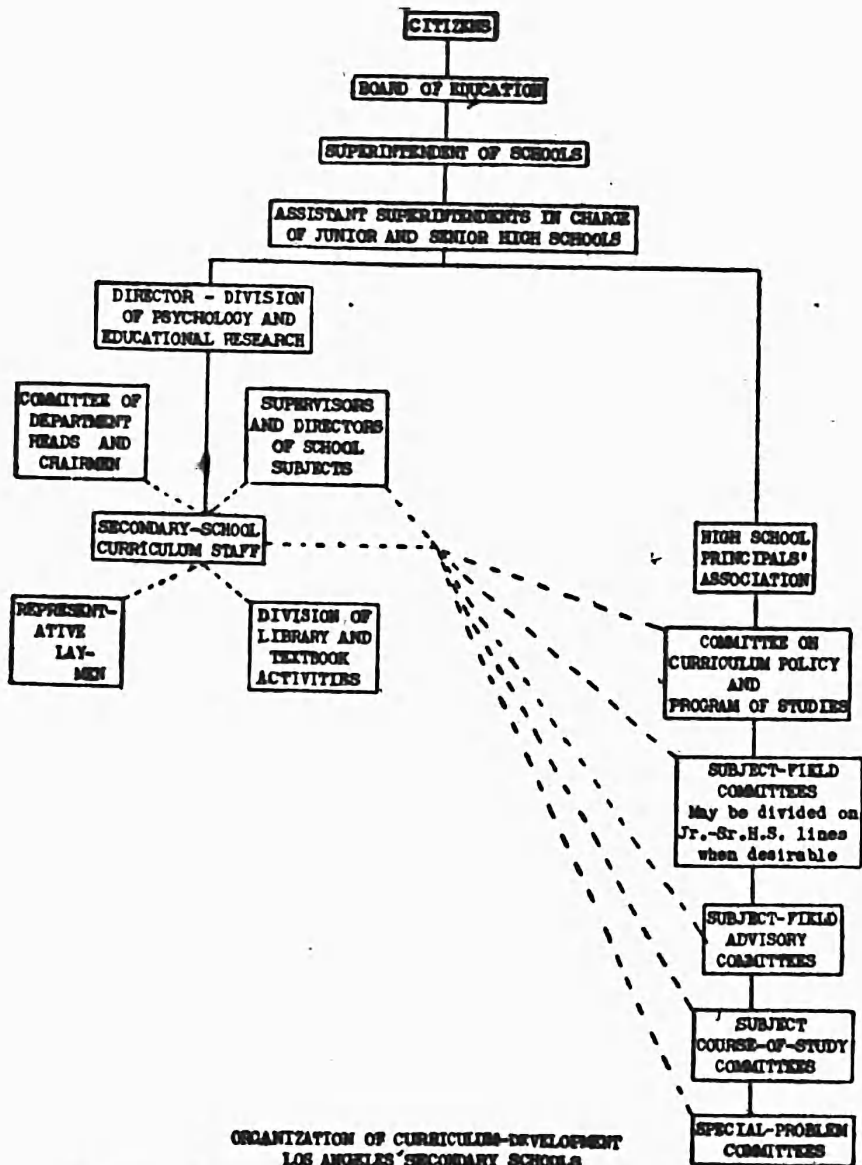 CITIZENS
BOARD OF EDUCATION
SUPERINTENDENT OF SCHOOLS
ASSISTANT SUPERINTENDENTS IN CHARGE
OF JUNIOR AND SENIOR HIGH SCHOOLS
DIRECTOR - DIVISION
OF PSYCHOLOGY AND
EDUCATIONAL RESEARCH
COMMITTEE OF
DEPARTMENT
HEADS AND
CHAIRMEN
SUPERVISORS
AND DIRECTORS
OF SCHOOL
SUBJECTS
SECONDARY-SCHOOL
CURRICULUM STAFF
REPRESENT-
ATIVE
LAY-
MEN
DIVISION OF
LIBRARY AND
TEXTBOOK
ACTIVITIES
HIGH SCHOOL
PRINCIPALS'
ASSOCIATION
COMMITTEE ON
CURRICULUM POLICY
AND
PROGRAM OF STUDIES
SUBJECT-FIELD
COMMITTEES
May be divided on
Jr.-Sr.H.S. lines
when desirable
SUBJECT-FIELD
ADVISORY
COMMITTEES
SUBJECT
COURSE-OF-STUDY
COMMITTEES
SPECIAL-PROBLEM
COMMITTEES
ORGANIZATION OF CURRICULUM-DEVELOPMENT
LOS ANGELES SECONDARY SCHOOLS